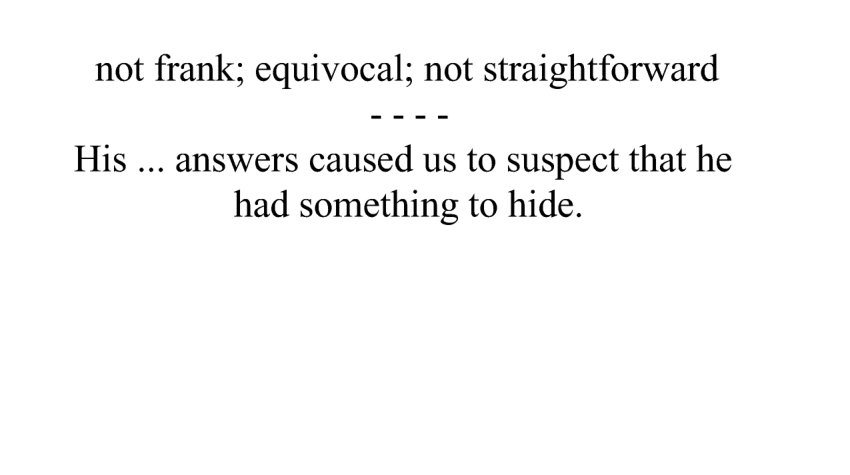 not frank; equivocal; not straightforward
- - - -
His ... answers caused us to suspect that he
had something to hide.